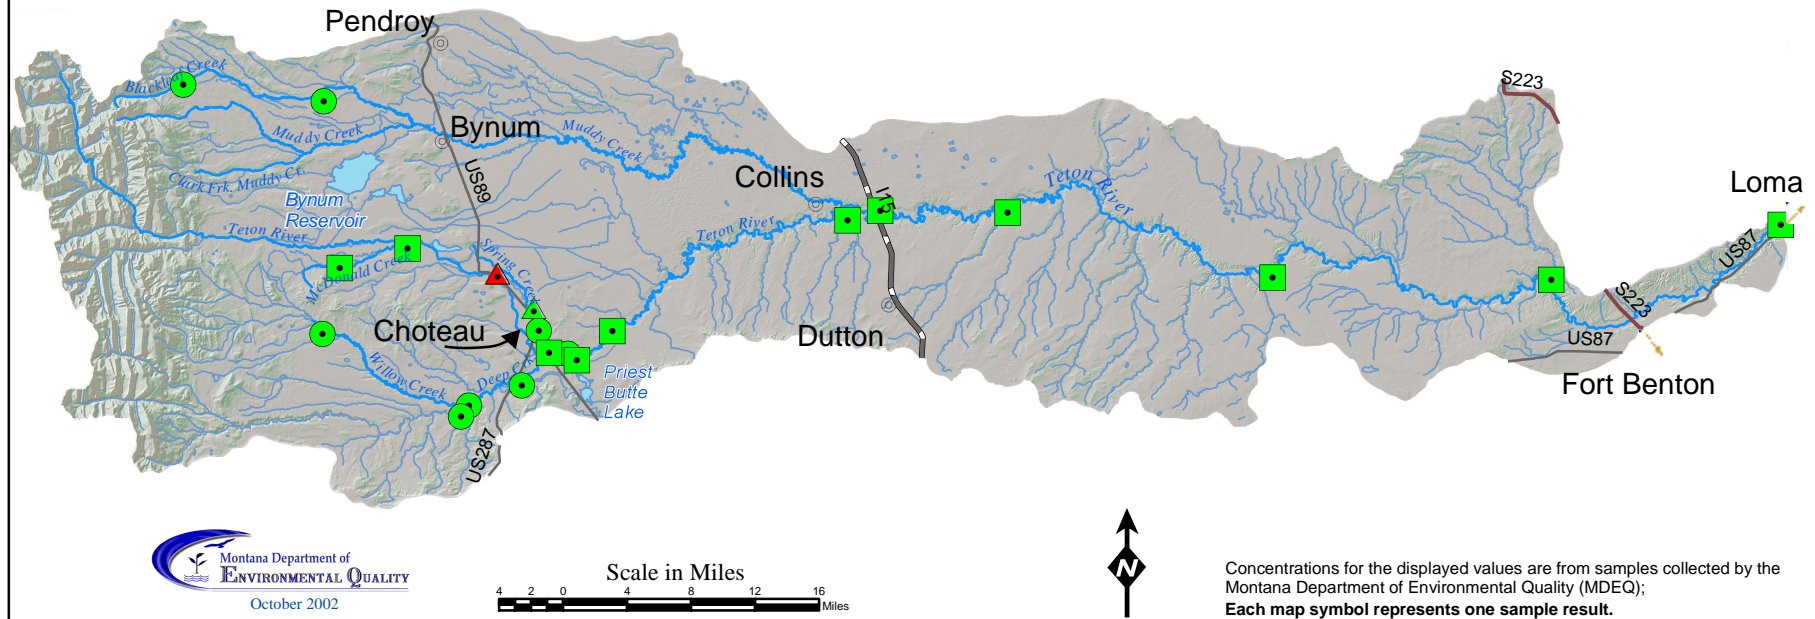 Pendroy
Blackleaf Creek
Muddy Creek
Bynum
Muddy Creek
Clark Frk. Muddy Cr.
US89
Bynum
Reservoir
Collins
I15
Teton River
S223
Loma
Teton River
Teton River
McDonald Creek
Spring Creek
US87
S223
Choteau
Dutton
US87
Willow Creek
Deep Crk
Priest
Butte
Lake
Fort Benton
US287
Montana Department of
ENVIRONMENTAL QUALITY
October 2002
Scale in Miles
4 2 0 4 8 12 16
Miles
N
Concentrations for the displayed values are from samples collected by the
Montana Department of Environmental Quality (MDEQ);
Each map symbol represents one sample result.